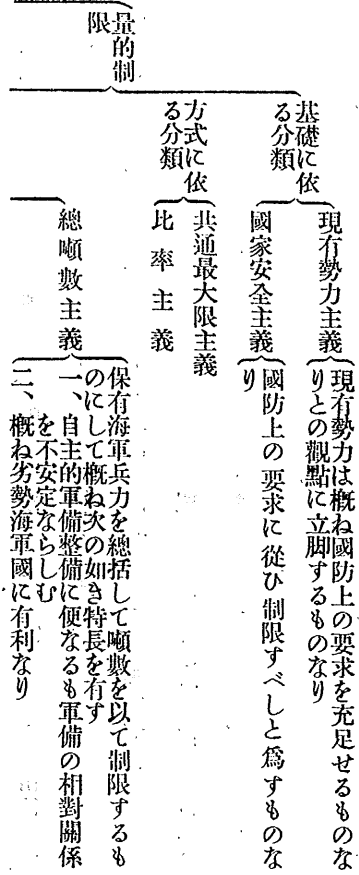 量的制
限
基礎に依
る分類
現有勢力主義
現有勢力は概ね國防上の要求を充足せるものな
りとの觀點に立脚するものなり
國家安全主義
國防上の要求に從ひ制限すべしと爲すものな
り
方式に依
る分類
共通最大限主義
比率主義
總噸數主義
保有海軍兵力を總括して噸數を以て制限するも
のにして概ね次の如き特長を有す
一、自主的軍備整備に便なるも軍備の相對關係
を不安定ならしむ
二、概ね劣勢海軍國に有利なり